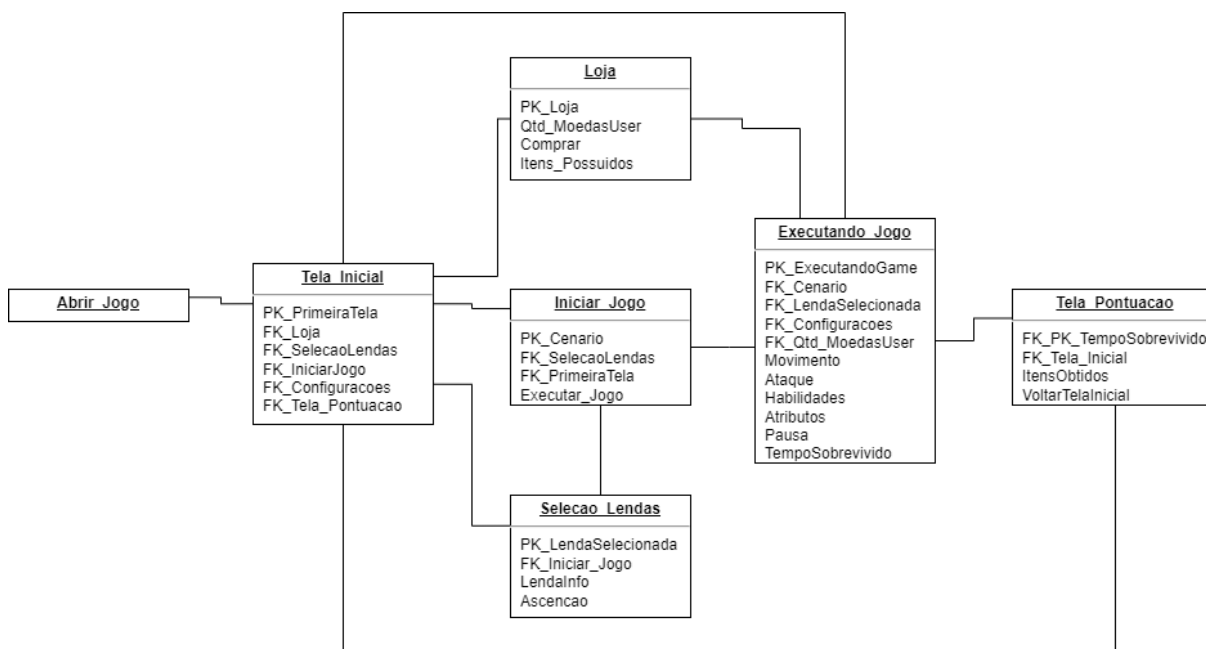 Loja
PK_Loja
Qtd_MoedasUser
Comprar
Itens_Possuidos
Executando_Jogo
PK_ExecutandoGame
FK_Cenario
FK_LendaSelecionada
FK_Configuracoes
FK_Qtd_MoedasUser
Movimento
Ataque
Habilidades
Atributos
Pausa
TempoSobrevivido
Tela_Inicial
PK_PrimeiraTela
FK_Loja
FK_SelecaoLendas
FK_IniciarJogo
FK_Configuracoes
FK_Tela_Pontuacao
Abrir_Jogo
Iniciar_Jogo
PK_Cenario
FK_SelecaoLendas
FK_PrimeiraTela
Executar_Jogo
Tela_Pontuacao
FK_PK_TempoSobrevivido
FK_Tela_Inicial
ItensObtidos
VoltarTelaInicial
Selecao_Lendas
PK_LendaSelecionada
FK_Iniciar_Jogo
LendaInfo
Ascencao